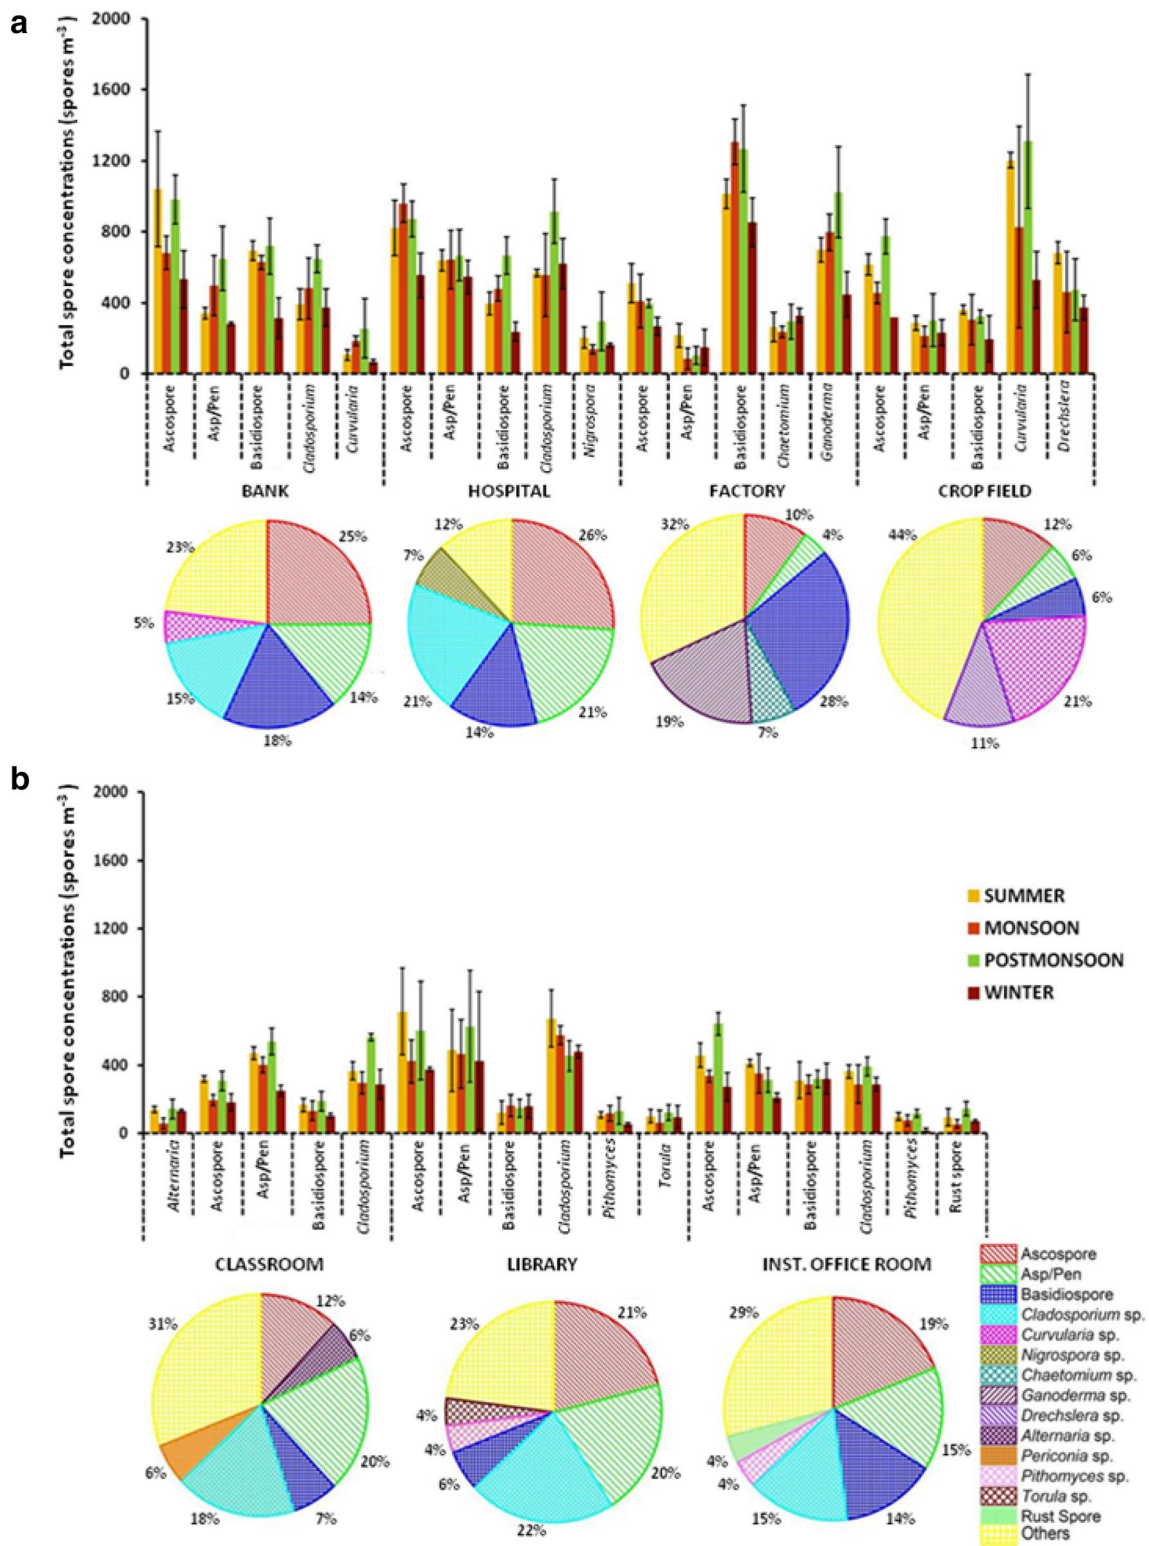 a
Total spore concentrations (spores m-3)
2000
1600
1200
800
400
0
Ascospore
Asp/Pen
Basidiospore
Cladosporium
Curvularia
Ascospore
Asp/Pen
Basidiospore
Cladosporium
Nigrospora
Ascospore
Asp/Pen
Basidiospore
Chaetomium
Ganoderma
Ascospore
Asp/Pen
Basidiospore
Curvularia
Drechslera
BANK HOSPITAL FACTORY CROP FIELD
25%
14%
18%
15%
5%
23%
26%
21%
14%
21%
7%
12%
10%
4%
28%
7%
19%
32%
12%
6%
6%
21%
11%
44%
b
Total spore concentrations (spores m-3)
2000
1600
1200
800
400
0
SUMMER
MONSOON
POSTMONSOON
WINTER
Alternaria
Ascospore
Asp/Pen
Basidiospore
Cladosporium
Ascospore
Asp/Pen
Basidiospore
Cladosporium
Pithomyces
Torula
Ascospore
Asp/Pen
Basidiospore
Cladosporium
Pithomyces
Rust spore
CLASSROOM LIBRARY INST. OFFICE ROOM
12%
6%
20%
7%
18%
6%
31%
21%
20%
22%
6%
4%
4%
23%
19%
15%
14%
15%
4%
4%
29%
Ascospore
Asp/Pen
Basidiospore
Cladosporium sp.
Curvularia sp.
Nigrospora sp.
Chaetomium sp.
Ganoderma sp.
Drechslera sp.
Alternaria sp.
Periconia sp.
Pithomyces sp.
Torula sp.
Rust Spore
Others